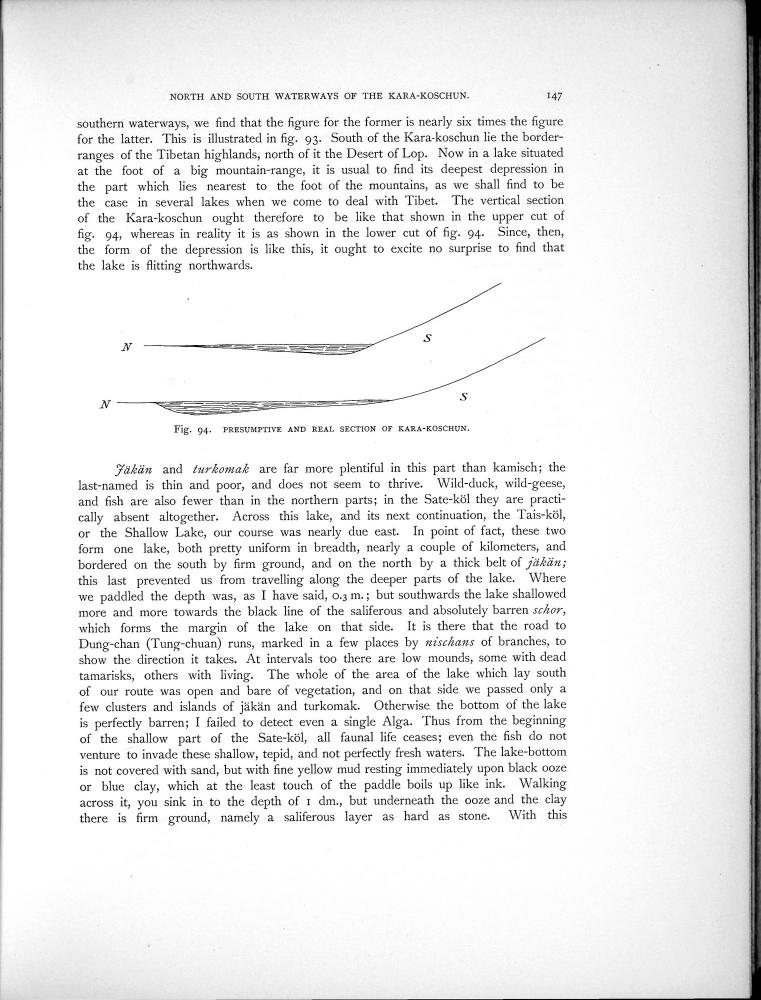 NORTH AND SOUTH WATERWAYS OF THE KARA-KOSCHUN. 147
southern waterways, we find that the figure for the former is nearly six times the figure
for the latter. This is illustrated in fig. 93. South of the Kara-koschun lie the border-
ranges of the Tibetan highlands, north of it the Desert of Lop. Now in a lake situated
at the foot of a big mountain-range, it is usual to find its deepest depression in
the part which lies nearest to the foot of the mountains, as we shall find to be
the case in several lakes when we come to deal with Tibet. The vertical section
of the Kara-koschun ought therefore to be like that shown in the upper cut of
fig. 94, whereas in reality it is as shown in the lower cut of fig. 94. Since, then,
the form of the depression is like this, it ought to excite no surprise to find that
the lake is flitting northwards.
N S
N S
Fig. 94. PRESUMPTIVE AND REAL SECTION OF KARA-KOSCHUN.
Jäkän and turkomak are far more plentiful in this part than kamisch; the
last-named is thin and poor, and does not seem to thrive. Wild-duck, wild-geese,
and fish are also fewer than in the northern parts; in the Sate-köl they are practi-
cally absent altogether. Across this lake, and its next continuation, the Tais-köl,
or the Shallow Lake, our course was nearly due east. In point of fact, these two
form one lake, both pretty uniform in breadth, nearly a couple of kilometers, and
bordered on the south by firm ground, and on the north by a thick belt of jäkän;
this last prevented us from travelling along the deeper parts of the lake. Where
we paddled the depth was, as I have said, 0.3 m.; but southwards the lake shallowed
more and more towards the black line of the saliferous and absolutely barren schor,
which forms the margin of the lake on that side. It is there that the road to
Dung-chan (Tung-chuan) runs, marked in a few places by nischans of branches, to
show the direction it takes. At intervals too there are low mounds, some with dead
tamarisks, others with living. The whole of the area of the lake which lay south
of our route was open and bare of vegetation, and on that side we passed only a
few clusters and islands of jäkän and turkomak. Otherwise the bottom of the lake
is perfectly barren; I failed to detect even a single Alga. Thus from the beginning
of the shallow part of the Sate-köl, all faunal life ceases; even the fish do not
venture to invade these shallow, tepid, and not perfectly fresh waters. The lake-bottom
is not covered with sand, but with fine yellow mud resting immediately upon black ooze
or blue clay, which at the least touch of the paddle boils up like ink. Walking
across it, you sink in to the depth of 1 dm., but underneath the ooze and the clay
there is firm ground, namely a saliferous layer as hard as stone. With this